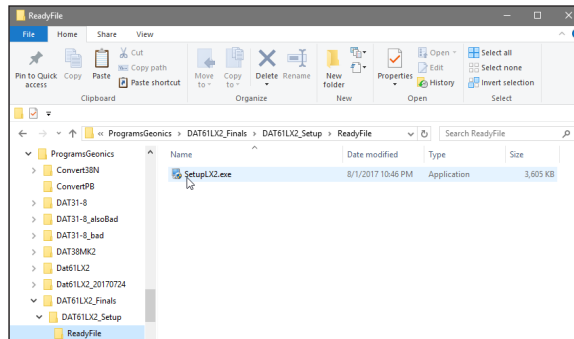 ReadyFile
File Home Share View
Pin to Quick access
Copy
Paste
Cut
Copy path
Paste shortcut
Clipboard
Move to
Copy to
Delete
Rename
Organize
New folder
New
Properties
Open
Edit
History
Open
Select all
Select none
Invert selection
Select
« ProgramsGeonics > DAT61LX2_Finals > DAT61LX2_Setup > ReadyFile
Search ReadyFile
Name Date modified Type Size
SetupLX2.exe 8/1/2017 10:46 PM Application 3,605 KB
ProgramsGeonics
Convert38N
ConvertPB
DAT31-8
DAT31-8_alsoBad
DAT31-8_bad
DAT38MK2
Dat61LX2
Dat61LX2_20170724
DAT61LX2_Finals
DAT61LX2_Setup
ReadyFile